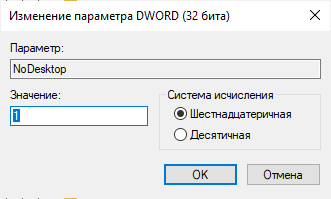 Изменение параметра DWORD (32 бита)
Параметр:
NoDesktop
Значение:
1
Система исчисления
Шестнадцатеричная
Десятичная
OK
Отмена